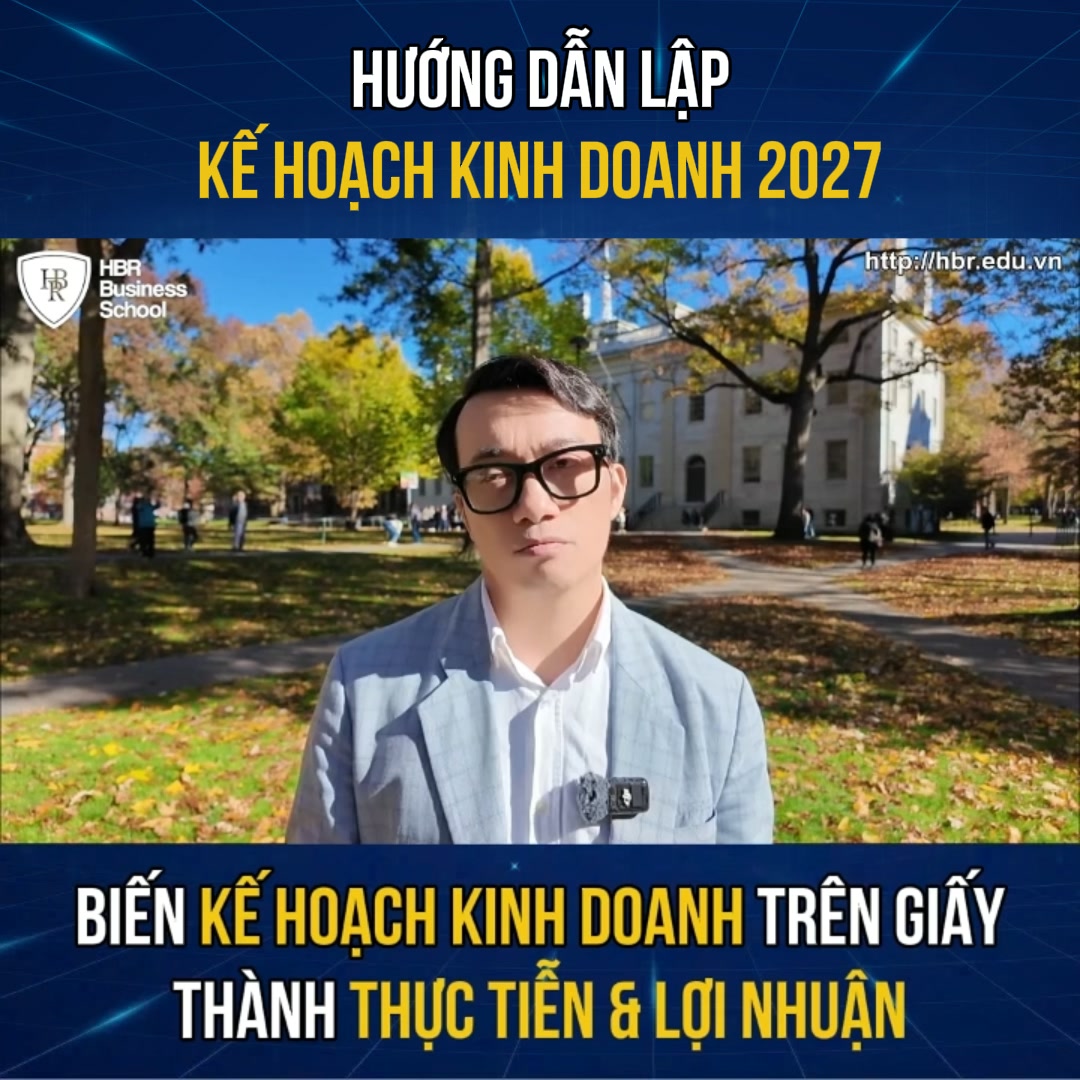 HƯỚNG DẪN LẬP
KẾ HOẠCH KINH DOANH 2027
HBR
Business
School
http://hbr.edu.vn
BIẾN KẾ HOẠCH KINH DOANH TRÊN GIẤY
THÀNH THỰC TIỄN & LỢI NHUẬN